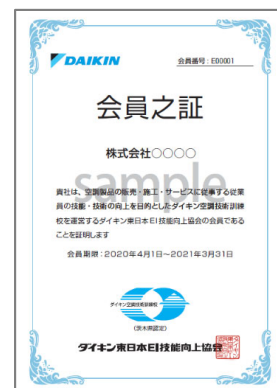 DAIKIN
会員番号：ED0001
会員之証
株式会社○○○○
sample
貴社は、空調製品の販売・施工・サービスに従事する従業
員の技能・技術の向上を目的としたダイキン空調技術訓練
校を運営するダイキン東日本EI技能向上協会の会員である
ことを証明します
会員期限：2020年4月1日～2021年3月31日
ダイキン空調技術訓練校
（茨木県認定）
ダイキン東日本EI技能向上協会